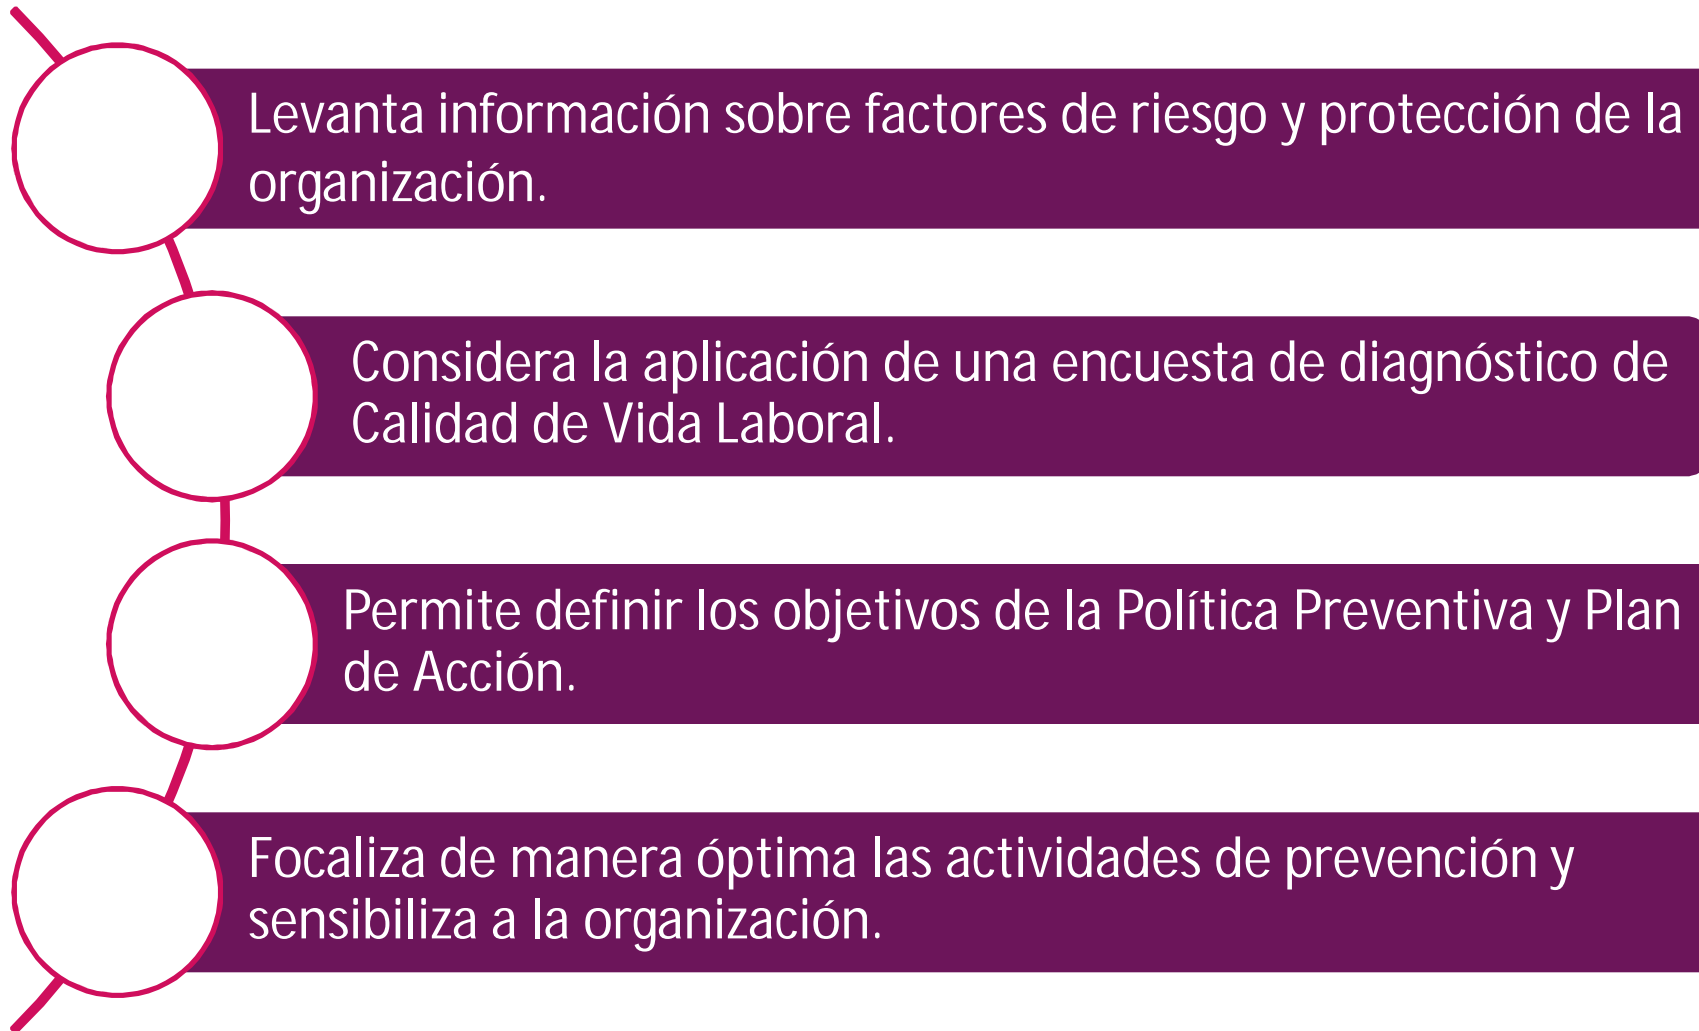 Levanta información sobre factores de riesgo y protección de la
organización.
Considera la aplicación de una encuesta de diagnóstico de
Calidad de Vida Laboral.
Permite definir los objetivos de la Política Preventiva y Plan
de Acción.
Focaliza de manera óptima las actividades de prevención y
sensibiliza a la organización.